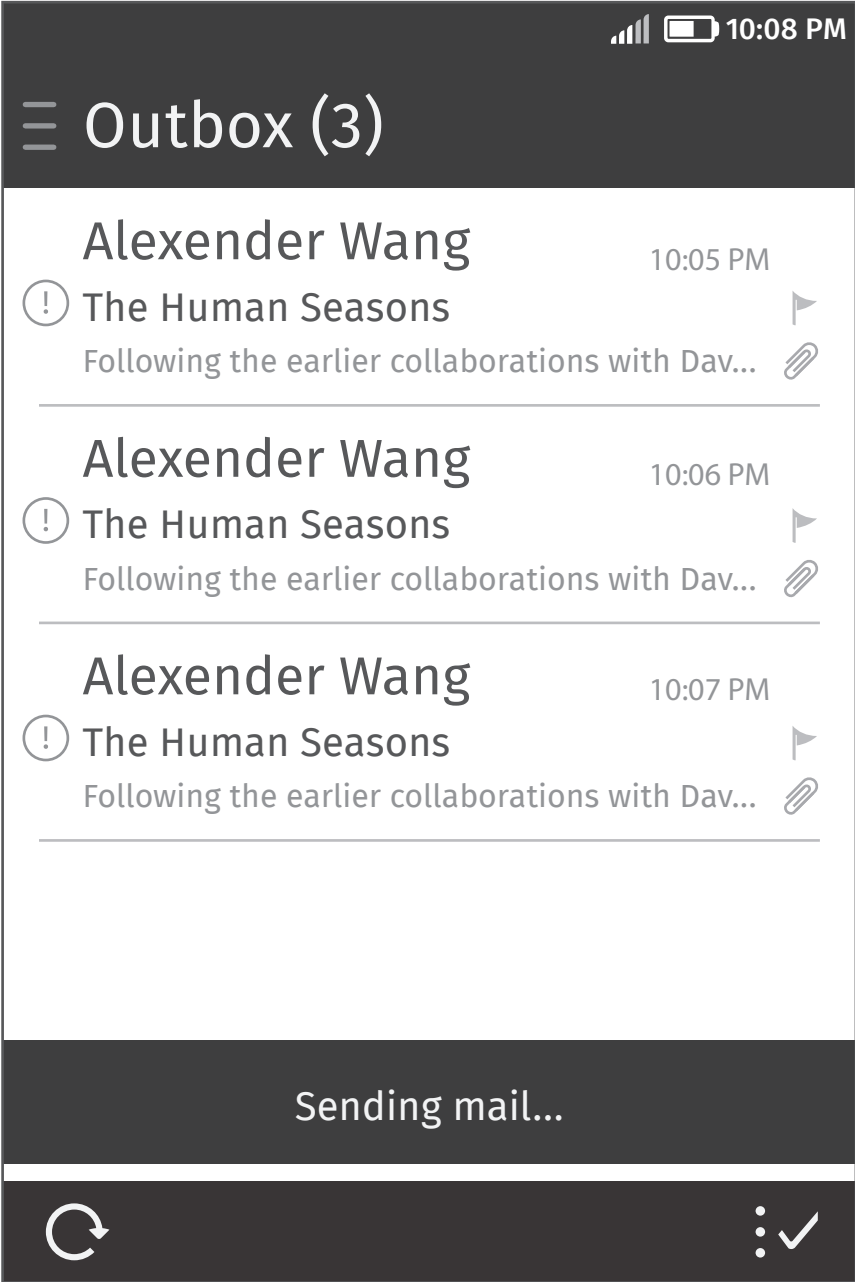 10:08 PM
Outbox (3)
Alexender Wang
10:05 PM
! The Human Seasons
Following the earlier collaborations with Dav...
Alexender Wang
10:06 PM
! The Human Seasons
Following the earlier collaborations with Dav...
Alexender Wang
10:07 PM
! The Human Seasons
Following the earlier collaborations with Dav...
Sending mail...